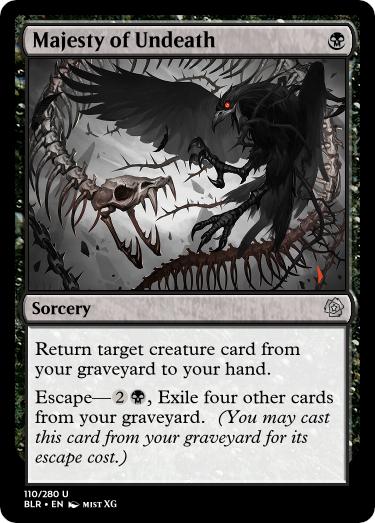 Majesty of Undeath
Sorcery
Return target creature card from
your graveyard to your hand.
Escape—2, Exile four other cards
from your graveyard. (You may cast
this card from your graveyard for its
escape cost.)
110/280 U
BLR • EN MIST XG